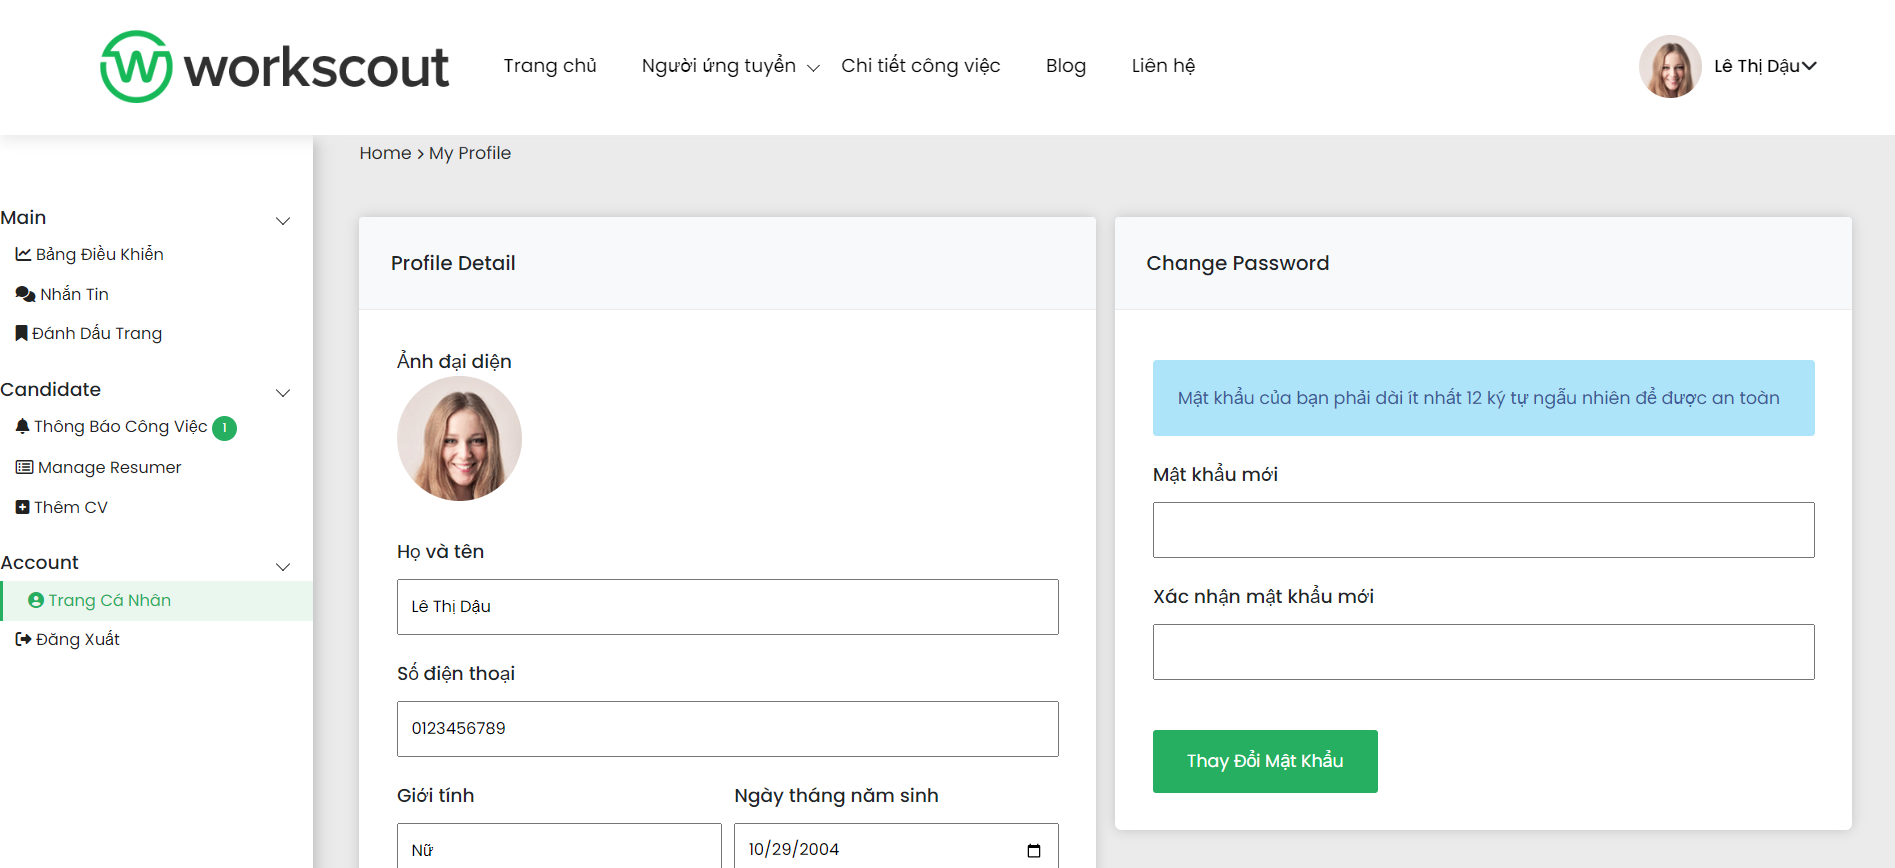 workscout
Trang chủ
Người ứng tuyển
Chi tiết công việc
Blog
Liên hệ
Lê Thị Dậu
Home > My Profile
Main
Bảng Điều Khiển
Nhắn Tin
Đánh Dấu Trang
Candidate
Thông Báo Công Việc 1
Manage Resumer
Thêm CV
Account
Trang Cá Nhân
Đăng Xuất
Profile Detail
Ảnh đại diện
Họ và tên
Lê Thị Dậu
Số điện thoại
0123456789
Giới tính
Nữ
Ngày tháng năm sinh
10/29/2004
Change Password
Mật khẩu của bạn phải dài ít nhất 12 ký tự ngẫu nhiên để được an toàn
Mật khẩu mới
Xác nhận mật khẩu mới
Thay Đổi Mật Khẩu